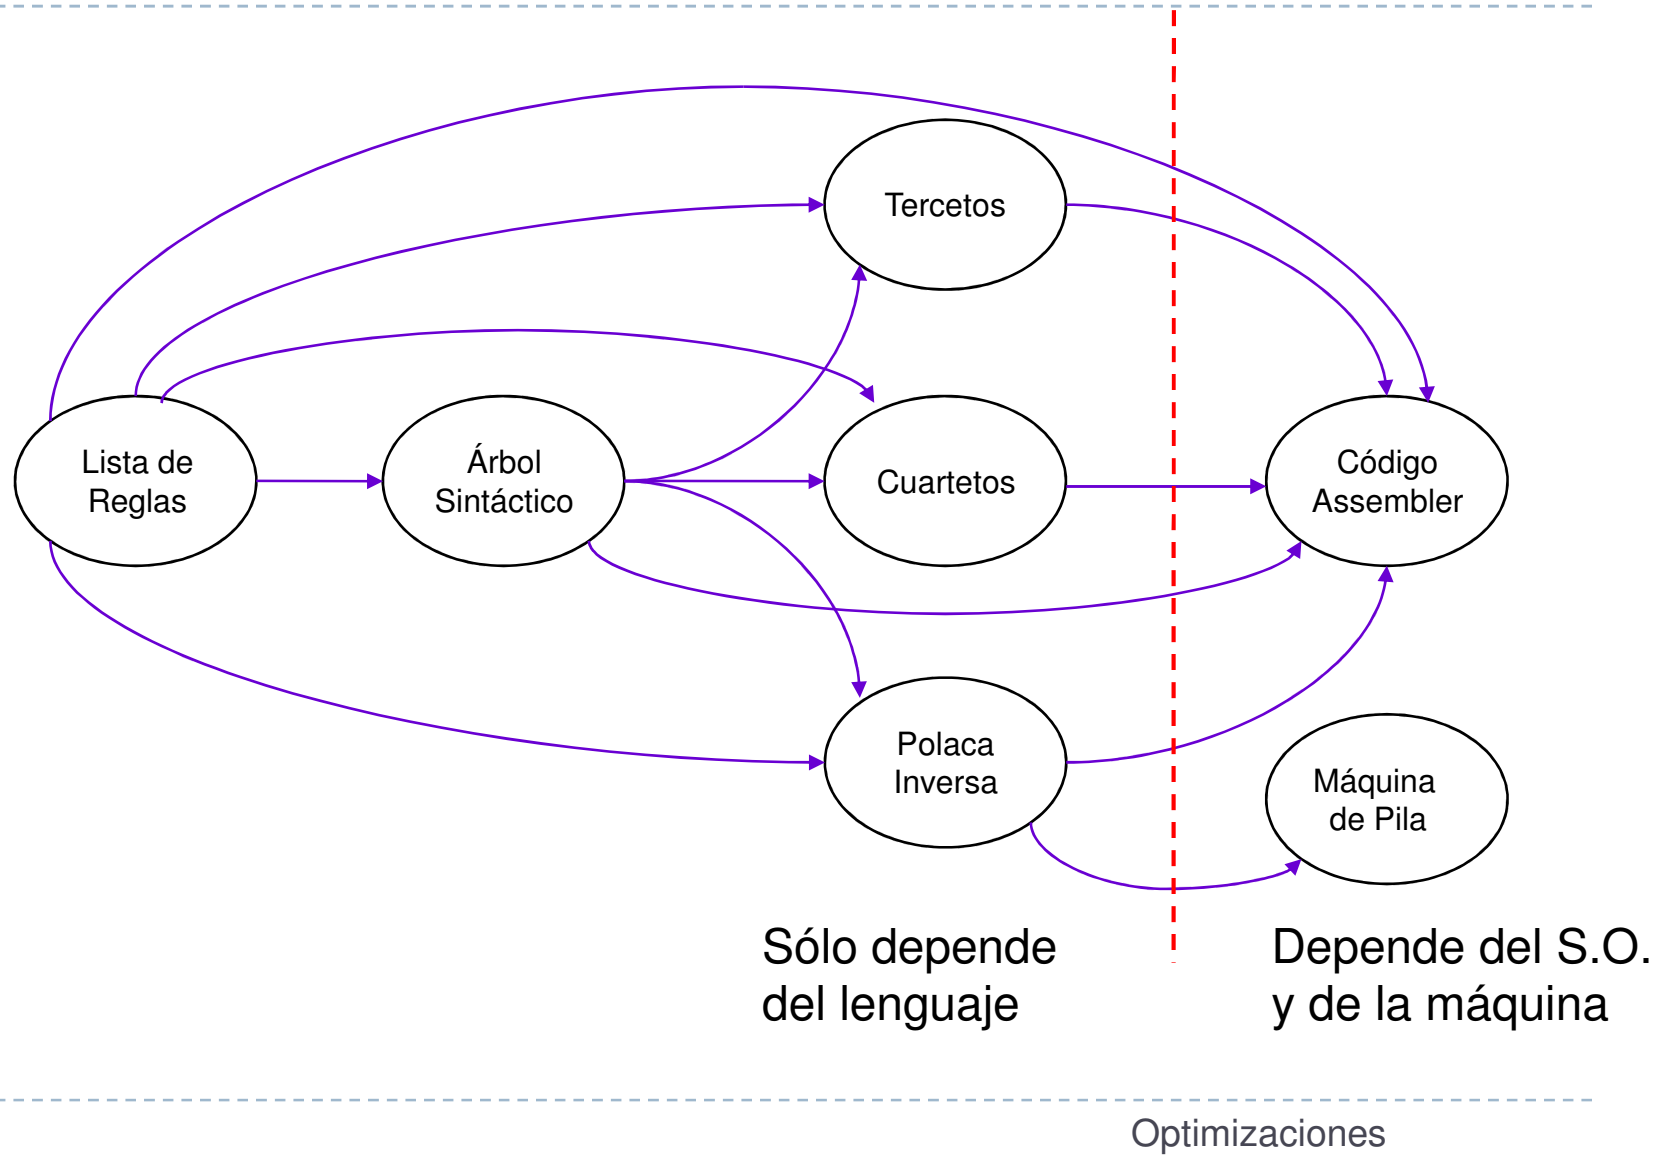 Tercetos
Lista de
Reglas
Árbol
Sintáctico
Cuartetos
Código
Assembler
Polaca
Inversa
Máquina
de Pila
Sólo depende
del lenguaje
Depende del S.O.
y de la máquina
Optimizaciones